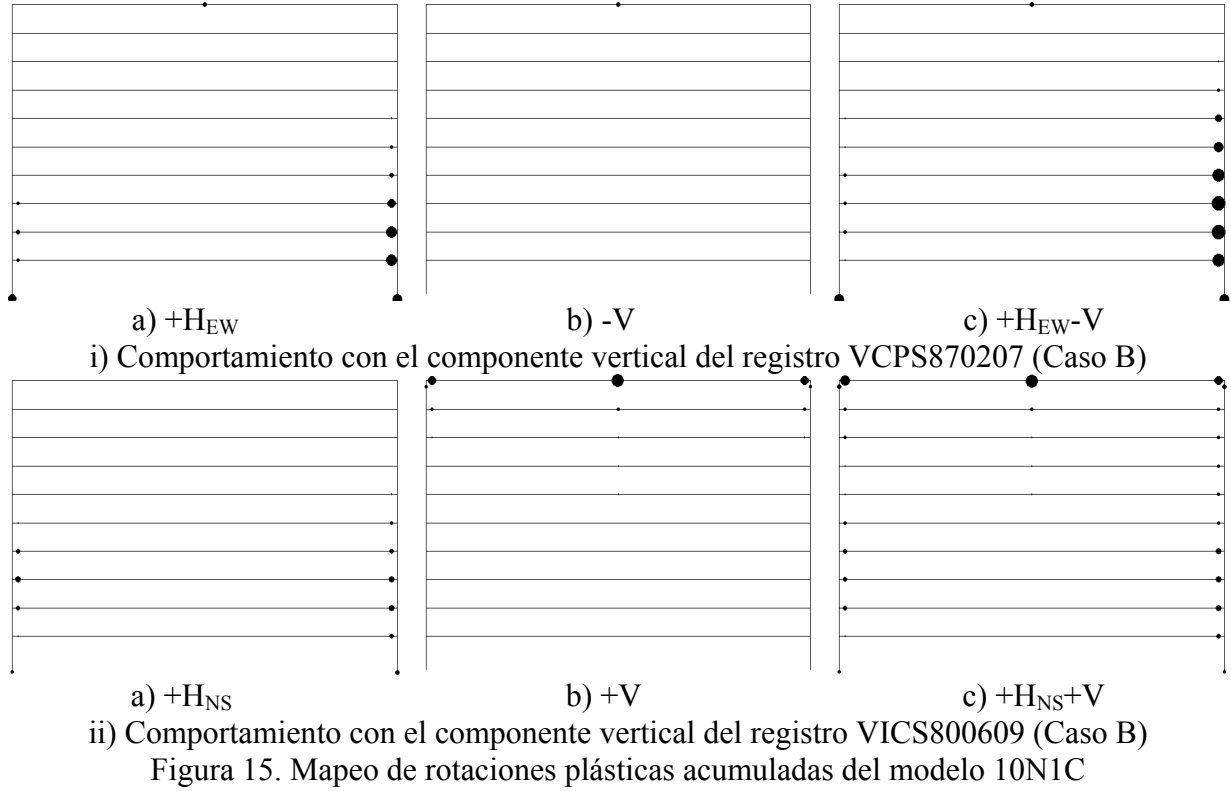 a) +H_EW b) -V c) +H_EW-V
i) Comportamiento con el componente vertical del registro VCPS870207 (Caso B)
a) +H_NS b) +V c) +H_NS+V
ii) Comportamiento con el componente vertical del registro VICS800609 (Caso B)
Figura 15. Mapeo de rotaciones plásticas acumuladas del modelo 10N1C